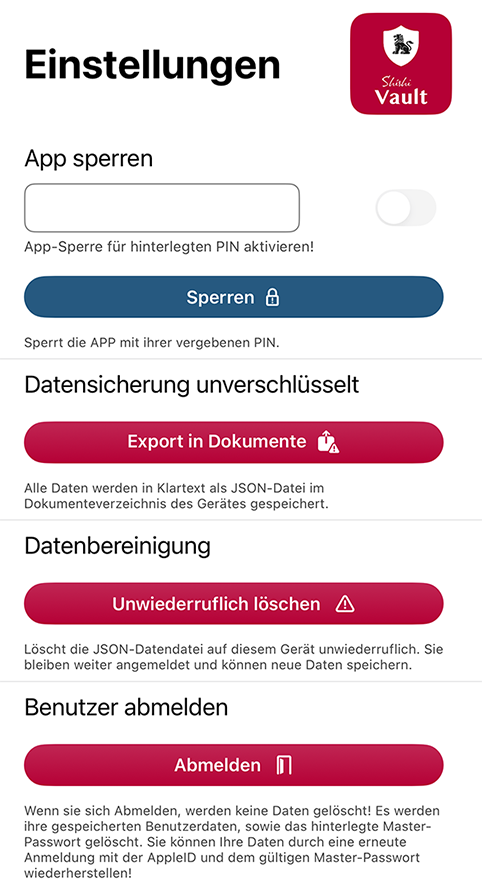 Einstellungen
Shishi
Vault
App sperren
App-Sperre für hinterlegten PIN aktivieren!
Sperren
Sperrt die APP mit ihrer vergebenen PIN.
Datensicherung unverschlüsselt
Export in Dokumente
Alle Daten werden in Klartext als JSON-Datei im
Dokumenteverzeichnis des Gerätes gespeichert.
Datenbereinigung
Unwiederruflich löschen
Löscht die JSON-Datendatei auf diesem Gerät unwiederruflich. Sie
bleiben weiter angemeldet und können neue Daten speichern.
Benutzer abmelden
Abmelden
Wenn sie sich Abmelden, werden keine Daten gelöscht! Es werden
ihre gespeicherten Benutzerdaten, sowie das hinterlegte Master-
Passwort gelöscht. Sie können Ihre Daten durch eine erneute
Anmeldung mit der AppleID und dem gültigen Master-Passwort
wiederherstellen!